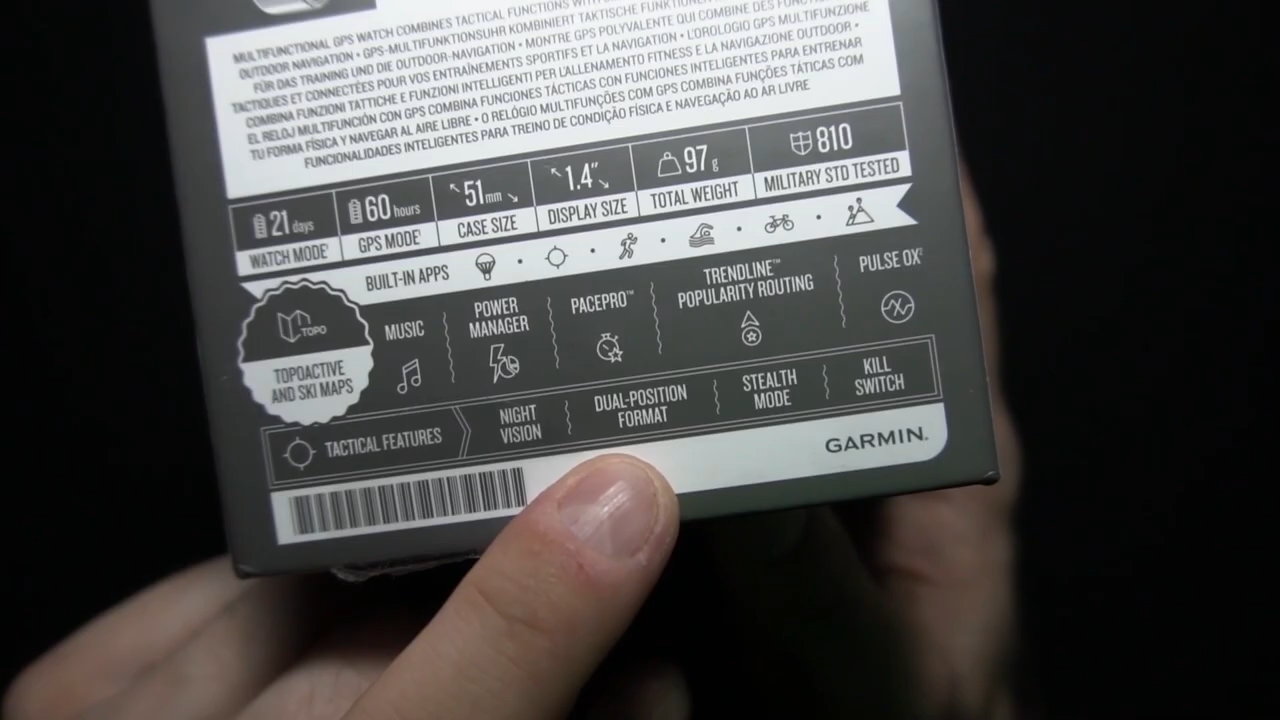 MULTIFUNCTIONAL GPS WATCH COMBINES TACTICAL FUNCTIONS WITH
OUTDOOR NAVIGATION • GPS-MULTIFUNKTIONSUHR KOMBINIERT TAKTISCHE FUNKTIONEN
FÜR DAS TRAINING UND DIE OUTDOOR-NAVIGATION • MONTRE GPS POLYVALENTE QUI COMBINE DES FONCTIONS
TACTIQUES ET CONNECTÉES POUR VOS ENTRAÎNEMENTS SPORTIFS ET LA NAVIGATION • L'OROLOGIO GPS MULTIFUNZIONE
COMBINA FUNZIONI TATTICHE E FUNZIONI INTELLIGENTI PER L'ALLENAMENTO FITNESS E LA NAVIGAZIONE OUTDOOR •
EL RELOJ MULTIFUNCIÓN CON GPS COMBINA FUNCIONES TÁCTICAS CON FUNCIONES INTELIGENTES PARA ENTRENAR
TU FORMA FÍSICA Y NAVEGAR AL AIRE LIBRE • O RELÓGIO MULTIFUNÇÕES COM GPS COMBINA FUNÇÕES TÁTICAS COM
FUNCIONALIDADES INTELIGENTES PARA TREINO DE CONDIÇÃO FÍSICA E NAVEGAÇÃO AO AR LIVRE
21 days
WATCH MODE¹
60 hours
GPS MODE¹
51 mm
CASE SIZE
1.4″
DISPLAY SIZE
97 g
TOTAL WEIGHT
810
MILITARY STD TESTED
BUILT-IN APPS
TOPO
TOPOACTIVE
AND SKI MAPS
MUSIC
POWER
MANAGER
PACEPRO™
TRENDLINE™
POPULARITY ROUTING
PULSE OX²
TACTICAL FEATURES
NIGHT
VISION
DUAL-POSITION
FORMAT
STEALTH
MODE
KILL
SWITCH
GARMIN.